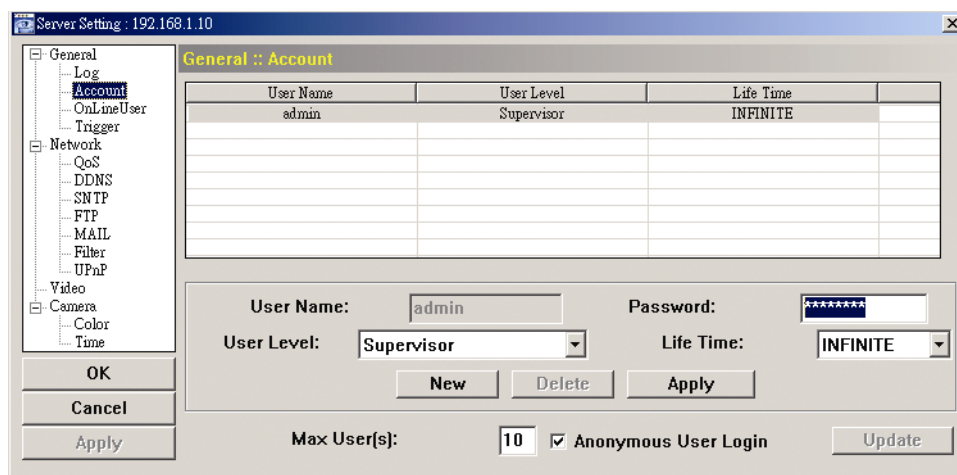 Server Setting : 192.168.1.10
General
Log
Account
OnLineUser
Trigger
Network
QoS
DDNS
SNTP
FTP
MAIL
Filter
UPnP
Video
Camera
Color
Time
OK
Cancel
Apply
General :: Account
User Name User Level Life Time
admin Supervisor INFINITE
User Name: admin Password: ********
User Level: Supervisor Life Time: INFINITE
New Delete Apply
Max User(s): 10 Anonymous User Login Update